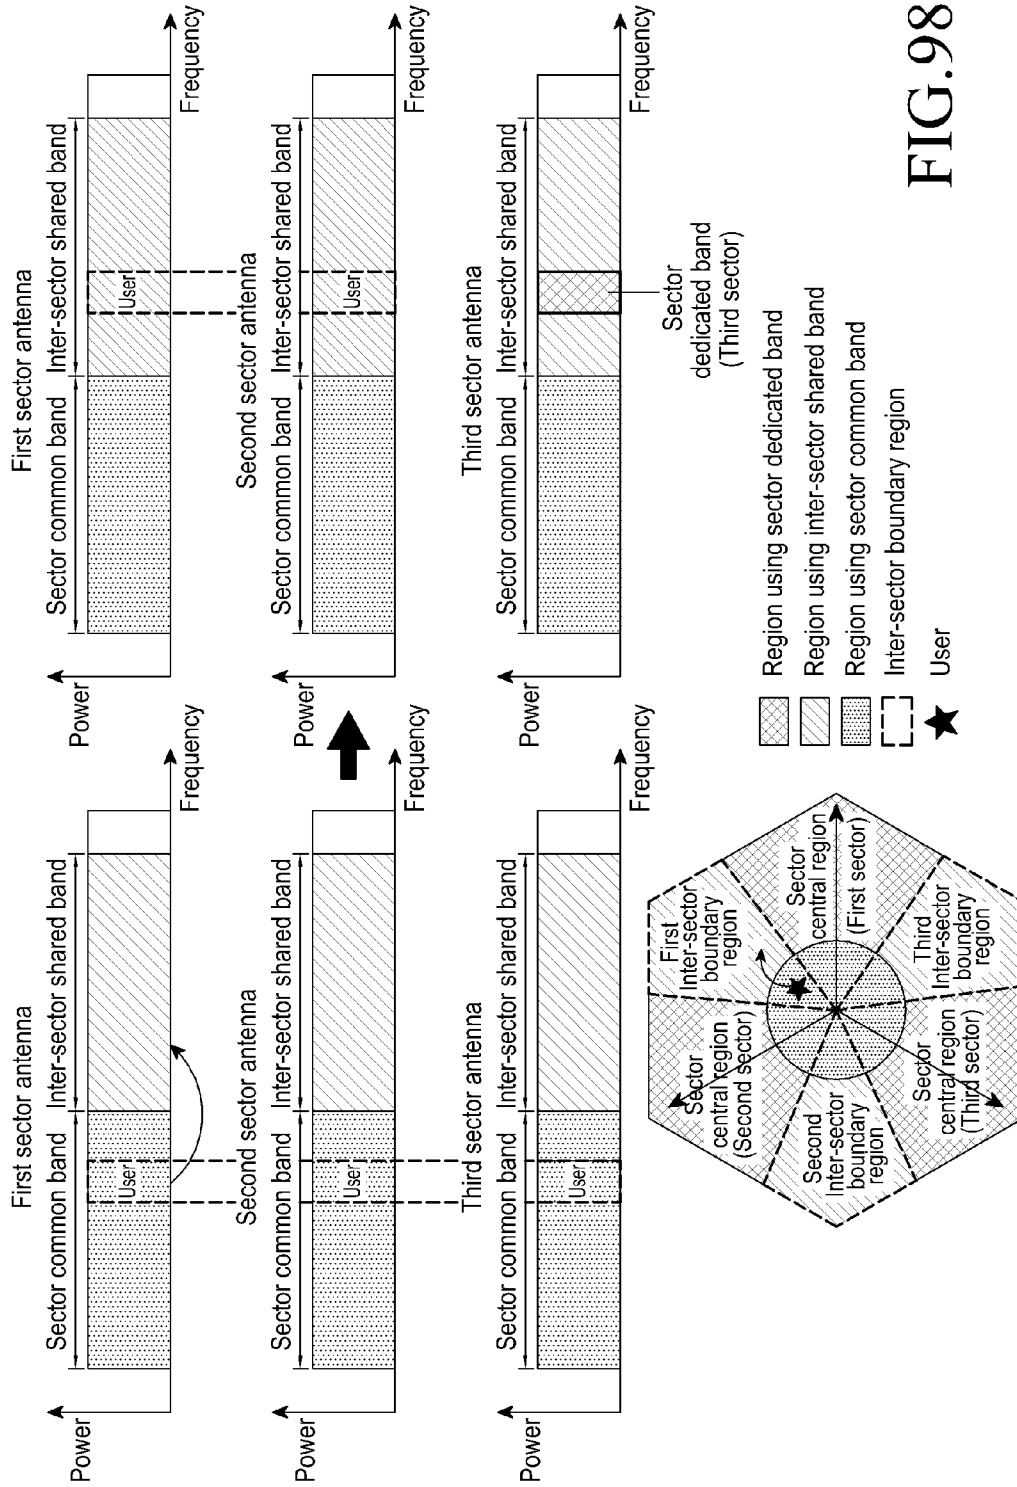 First sector antenna
Power
Sector common band
Inter-sector shared band
User
Frequency
Second sector antenna
Power
Sector common band
Inter-sector shared band
User
Frequency
Third sector antenna
Power
Sector common band
Inter-sector shared band
User
Frequency
First sector antenna
Power
Sector common band
Inter-sector shared band
User
Frequency
Second sector antenna
Power
Sector common band
Inter-sector shared band
User
Frequency
Third sector antenna
Power
Sector common band
Inter-sector shared band
Frequency
Sector
dedicated band
(Third sector)
First
Inter-sector
boundary
region
Sector
central region
(First sector)
Sector
central region
(Second sector)
Second
Inter-sector
boundary
region
Sector
central region
(Third sector)
Third
Inter-sector
boundary
region
Region using sector dedicated band
Region using inter-sector shared band
Region using sector common band
Inter-sector boundary region
User
FIG.98